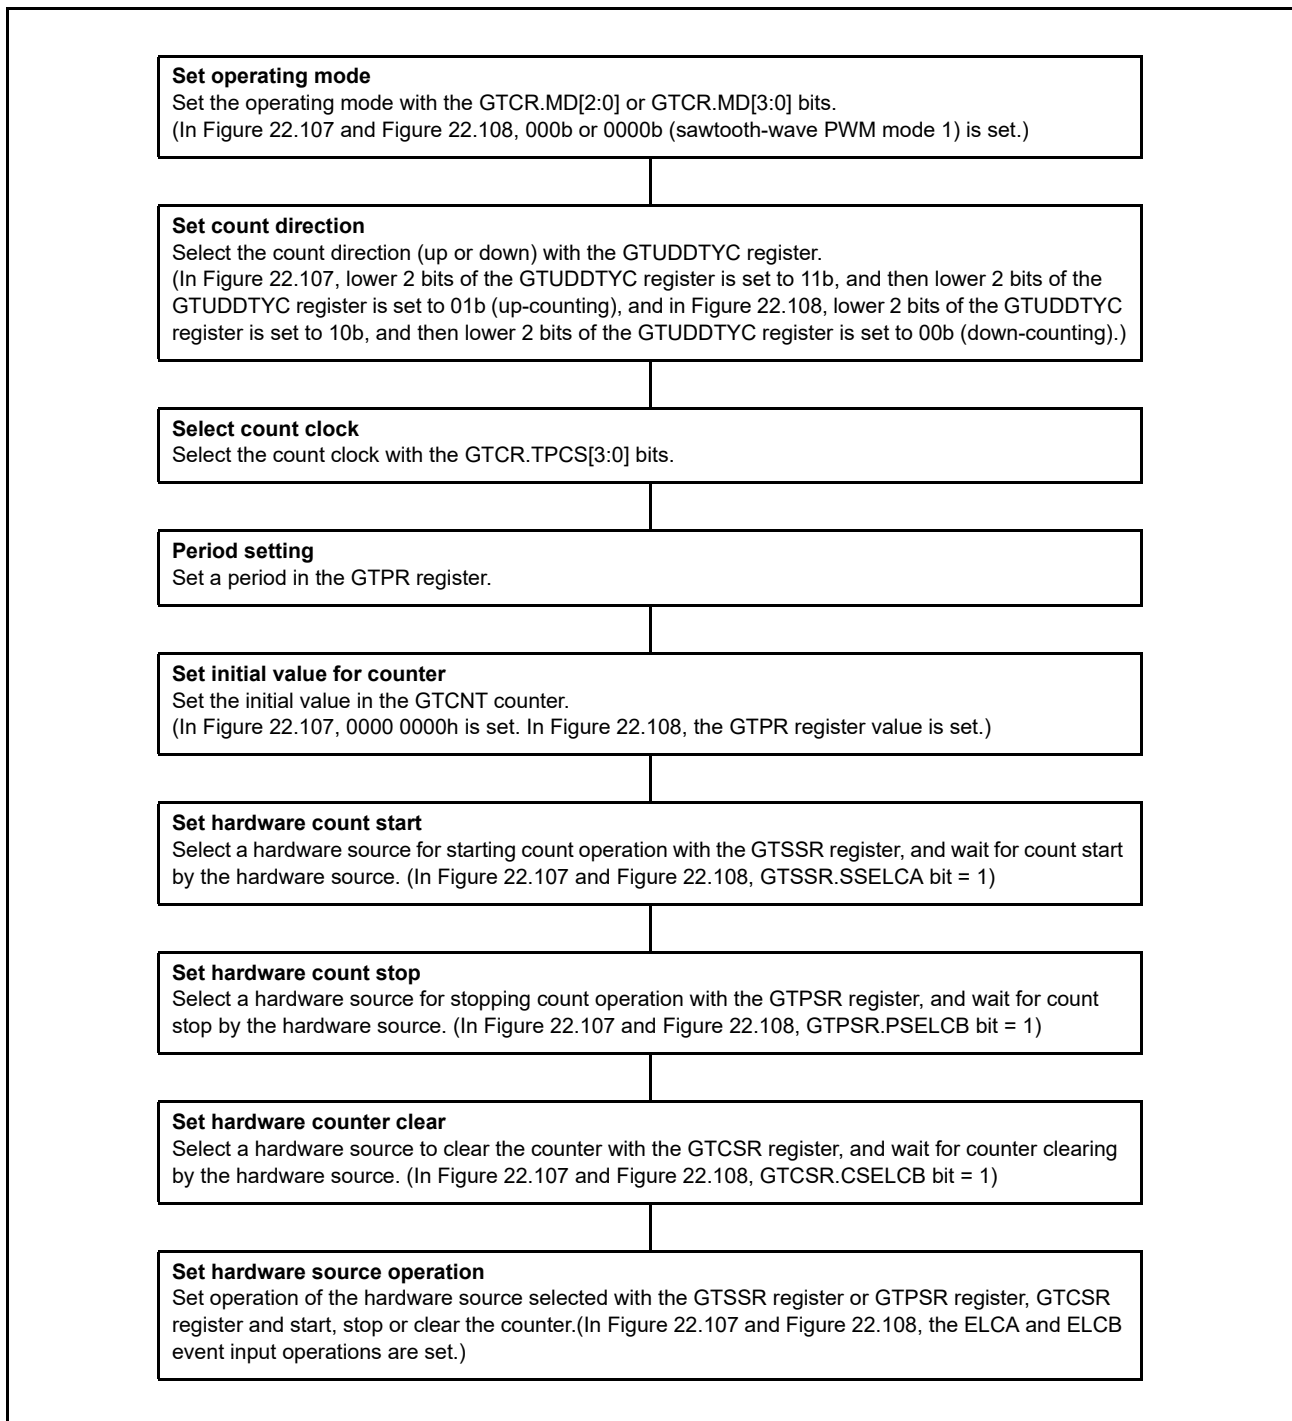 Set operating mode
Set the operating mode with the GTCR.MD[2:0] or GTCR.MD[3:0] bits.
(In Figure 22.107 and Figure 22.108, 000b or 0000b (sawtooth-wave PWM mode 1) is set.)
Set count direction
Select the count direction (up or down) with the GTUDDTYC register.
(In Figure 22.107, lower 2 bits of the GTUDDTYC register is set to 11b, and then lower 2 bits of the
GTUDDTYC register is set to 01b (up-counting), and in Figure 22.108, lower 2 bits of the GTUDDTYC
register is set to 10b, and then lower 2 bits of the GTUDDTYC register is set to 00b (down-counting).)
Select count clock
Select the count clock with the GTCR.TPCS[3:0] bits.
Period setting
Set a period in the GTPR register.
Set initial value for counter
Set the initial value in the GTCNT counter.
(In Figure 22.107, 0000 0000h is set. In Figure 22.108, the GTPR register value is set.)
Set hardware count start
Select a hardware source for starting count operation with the GTSSR register, and wait for count start
by the hardware source. (In Figure 22.107 and Figure 22.108, GTSSR.SSELCA bit = 1)
Set hardware count stop
Select a hardware source for stopping count operation with the GTPSR register, and wait for count
stop by the hardware source. (In Figure 22.107 and Figure 22.108, GTPSR.PSELCB bit = 1)
Set hardware counter clear
Select a hardware source to clear the counter with the GTCSR register, and wait for counter clearing
by the hardware source. (In Figure 22.107 and Figure 22.108, GTCSR.CSELCB bit = 1)
Set hardware source operation
Set operation of the hardware source selected with the GTSSR register or GTPSR register, GTCSR
register and start, stop or clear the counter.(In Figure 22.107 and Figure 22.108, the ELCA and ELCB
event input operations are set.)